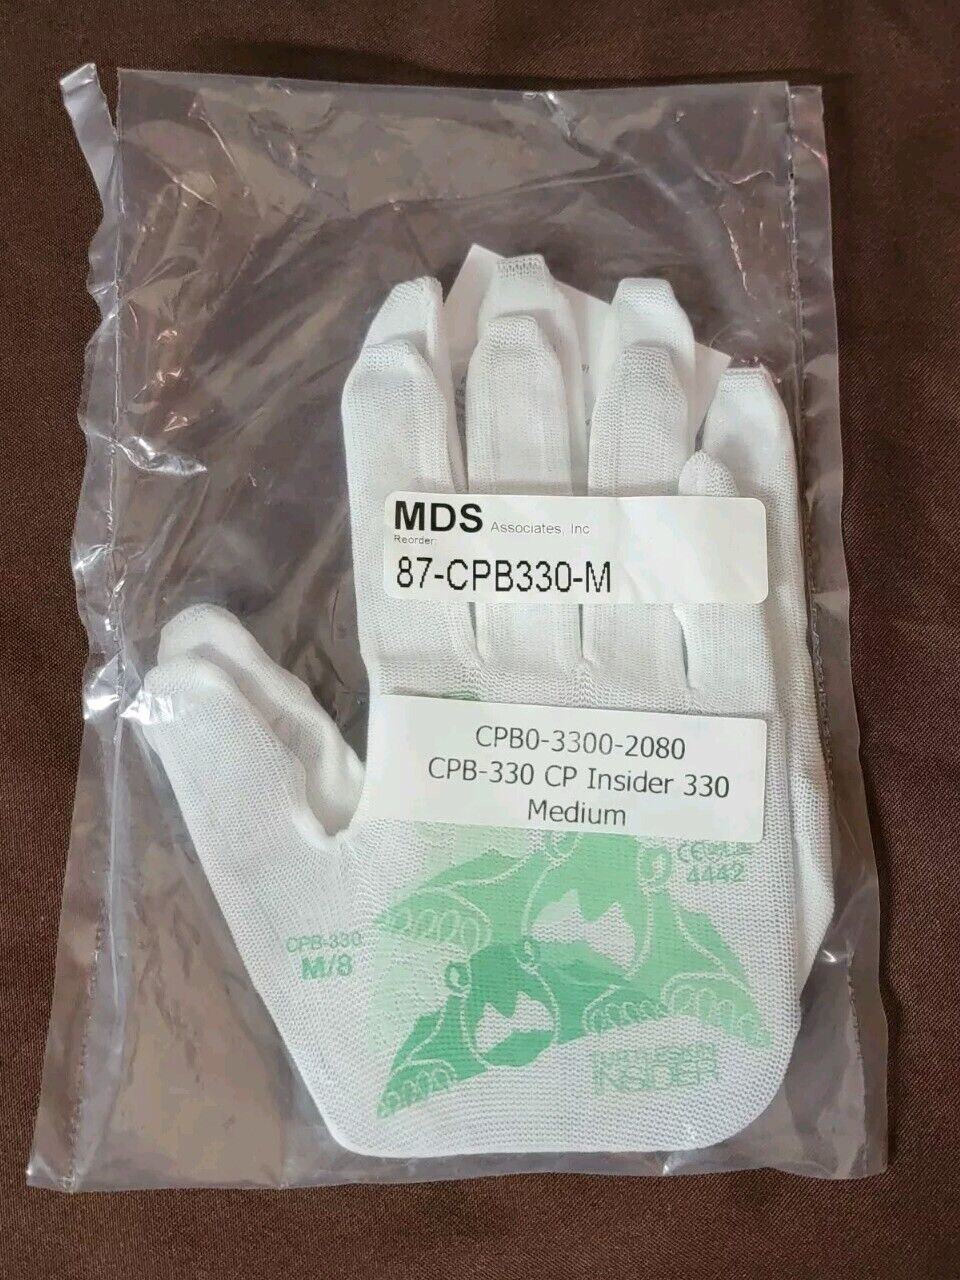 MDS Associates, Inc
Reorder:
87-CPB330-M
CPB0-3300-2080
CPB-330 CP Insider 330
Medium
4442
CPB-330
M/8
INSIDER